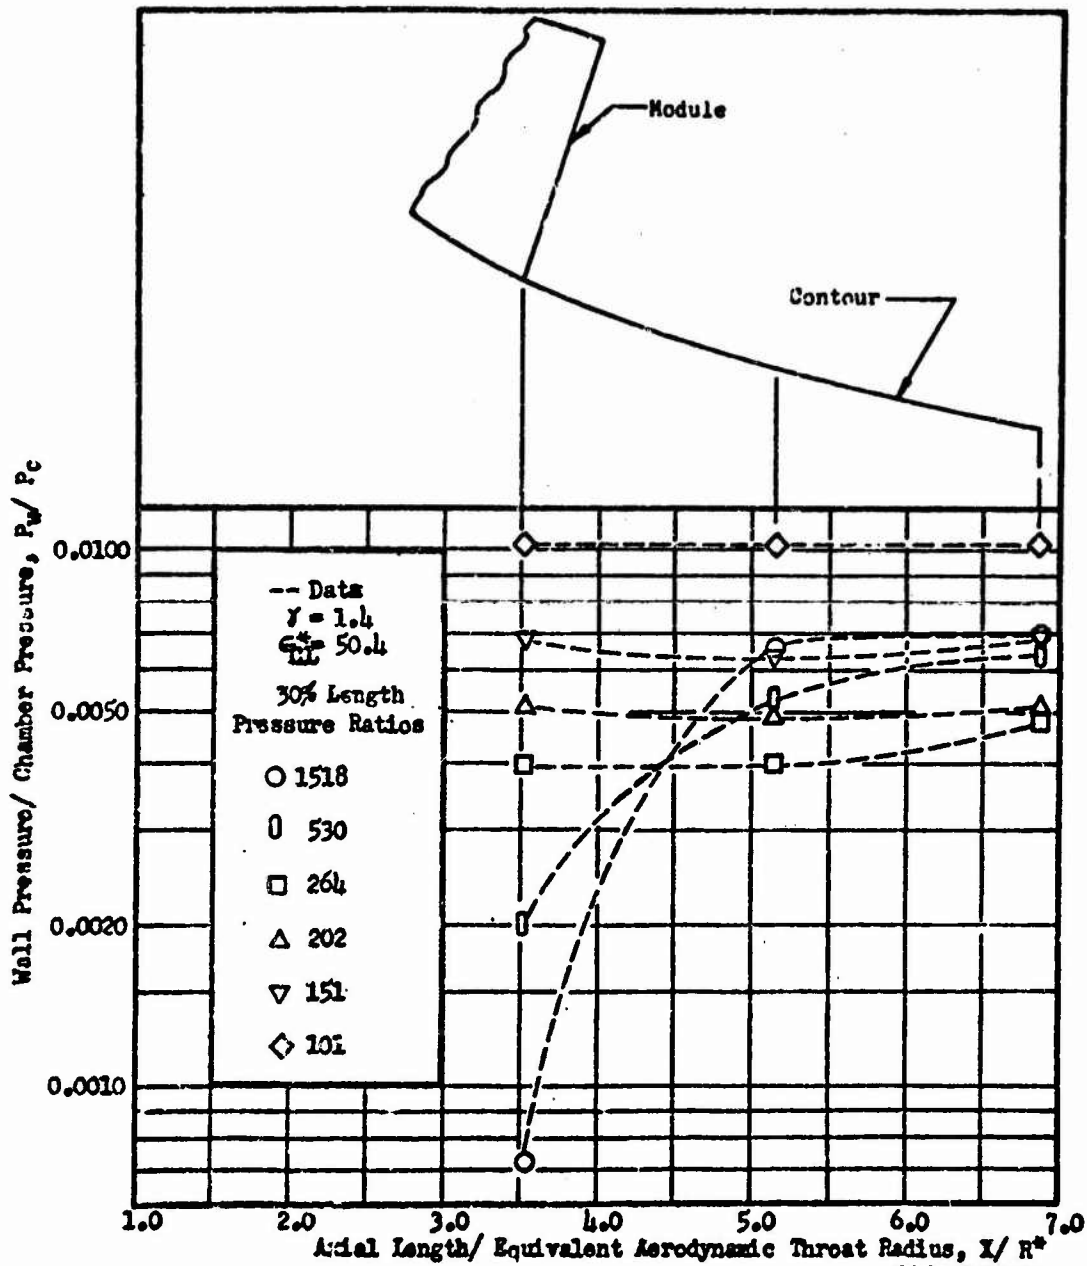 Module
Contour
Wall Pressure/ Chamber Pressure, Pw/ Pc
0.0100
0.0050
0.0020
0.0010
-- Data
γ = 1.4
= 50.4
30% Length
Pressure Ratios
1518
530
264
202
151
101
1.0 2.0 3.0 4.0 5.0 6.0 7.0
Axial Length/ Equivalent Aerodynamic Throat Radius, X/ R*